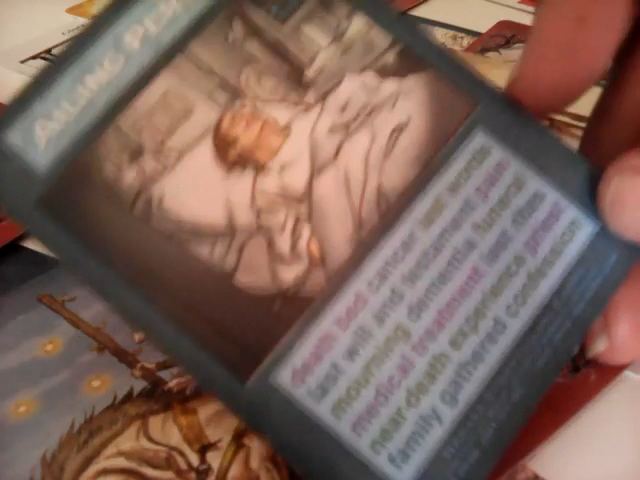 AILING
death bed cancer last words
last will and testament pain
mourning dementia funeral
medical treatment last rites
near-death experience priest
family gathered confession